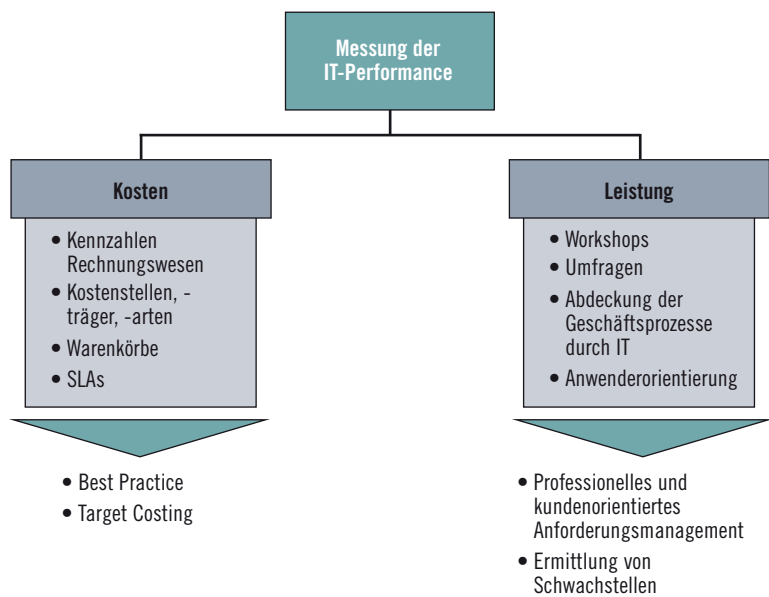 Messung der
IT-Performance
Kosten
• Kennzahlen
Rechnungswesen
• Kostenstellen, -
träger, -arten
• Warenkörbe
• SLAs
• Best Practice
• Target Costing
Leistung
• Workshops
• Umfragen
• Abdeckung der
Geschäftsprozesse
durch IT
• Anwenderorientierung
• Professionelles und
kundenorientiertes
Anforderungsmanagement
• Ermittlung von
Schwachstellen